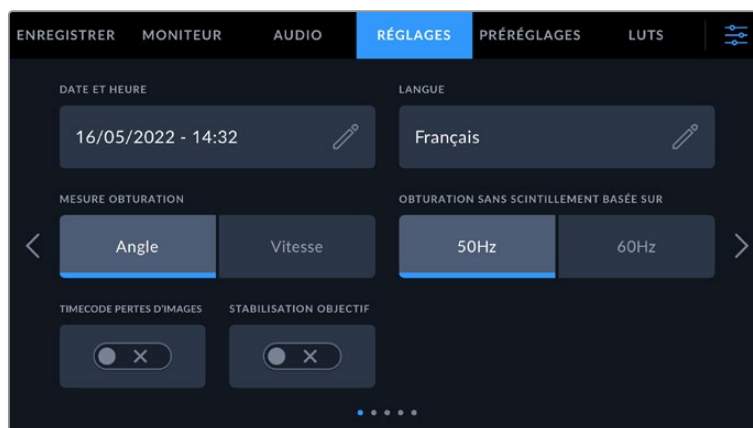 ENREGISTRER MONITEUR AUDIO RÉGLAGES PRÉRÉGLAGES LUTS
DATE ET HEURE LANGUE
16/05/2022 - 14:32 Français
MESURE OBTURATION OBTURATION SANS SCINTILLEMENT BASÉE SUR
Angle Vitesse 50Hz 60Hz
TIMECODE PERTES D'IMAGES STABILISATION OBJECTIF